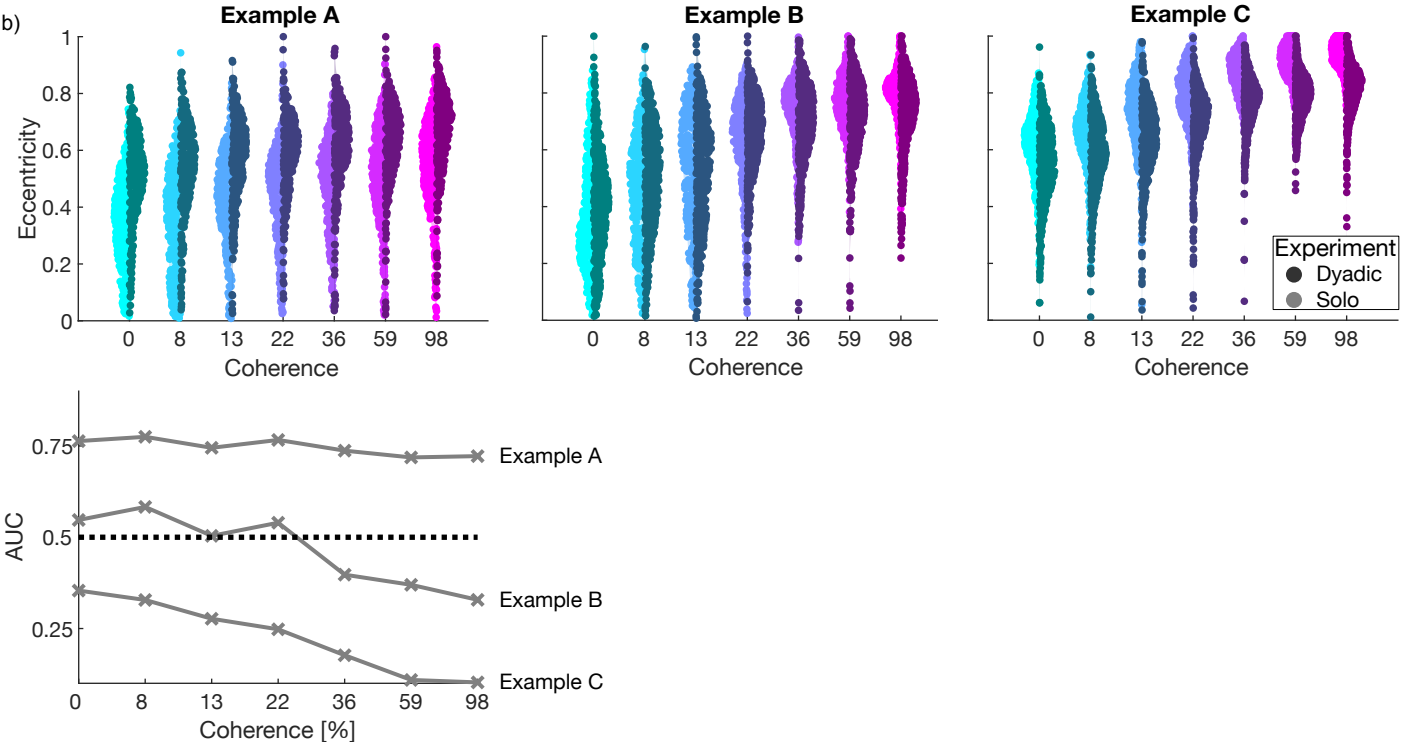 b)
Example A
Example B
Example C
1
0.8
0.6
0.4
0.2
0
Eccentricity
0 8 13 22 36 59 98
Coherence
0 8 13 22 36 59 98
Coherence
0 8 13 22 36 59 98
Coherence
Experiment
Dyadic
Solo
0.75
0.5
0.25
AUC
Example A
Example B
Example C
0 8 13 22 36 59 98
Coherence [%]